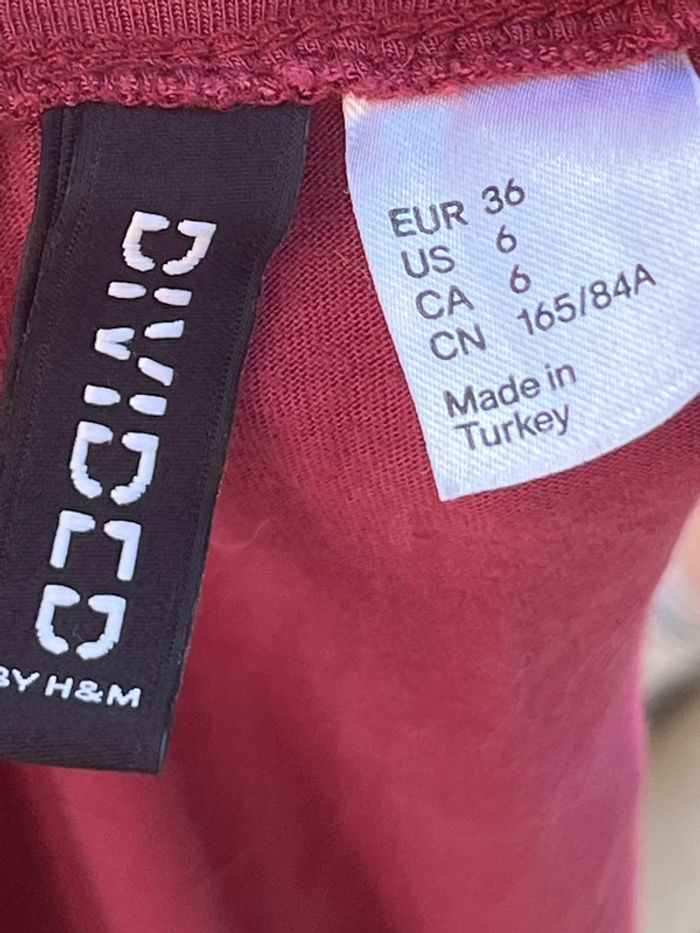 DIVIDED
BY H&M
EUR 36
US 6
CA 6
CN 165/84A
Made in
Turkey